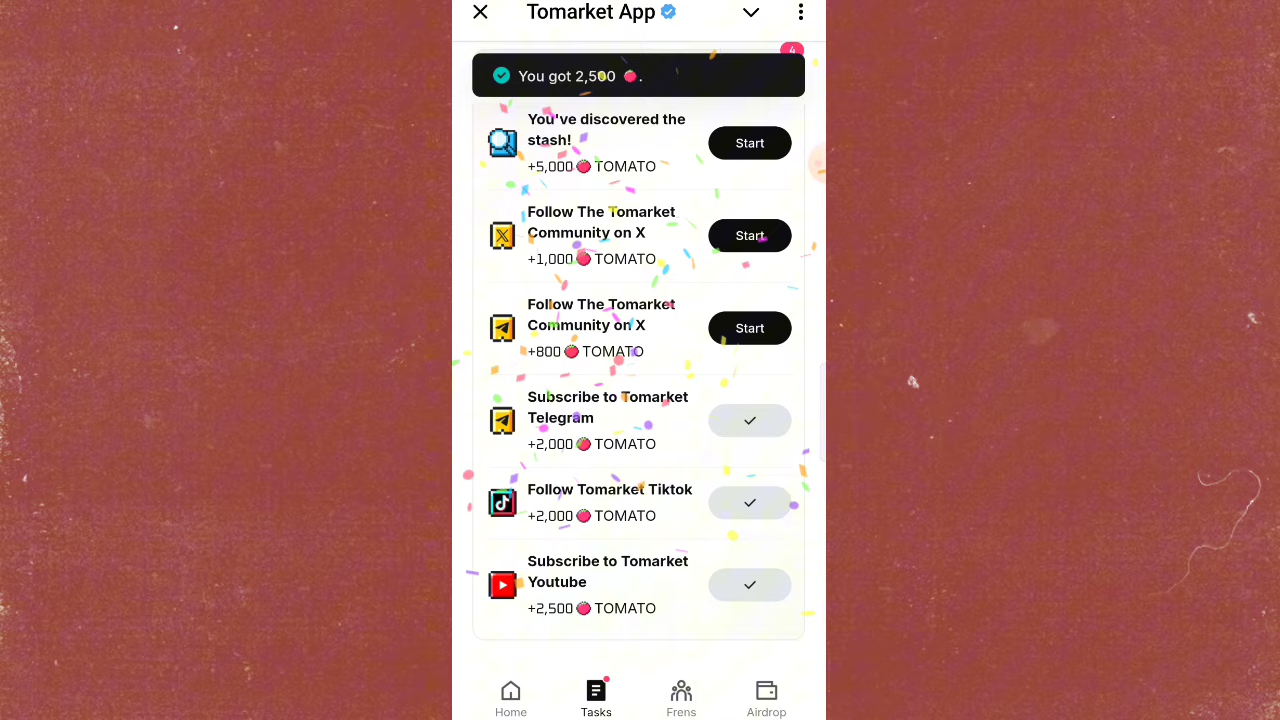 Tomarket App
4
You got 2,500 🍅.
You've discovered the
stash!
+5,000 🍅 TOMATO
Start
Follow The Tomarket
Community on X
+1,000 🍅 TOMATO
Start
Follow The Tomarket
Community on X
+800 🍅 TOMATO
Start
Subscribe to Tomarket
Telegram
+2,000 🍅 TOMATO
Follow Tomarket Tiktok
+2,000 🍅 TOMATO
Subscribe to Tomarket
Youtube
+2,500 🍅 TOMATO
Home
Tasks
Frens
Airdrop